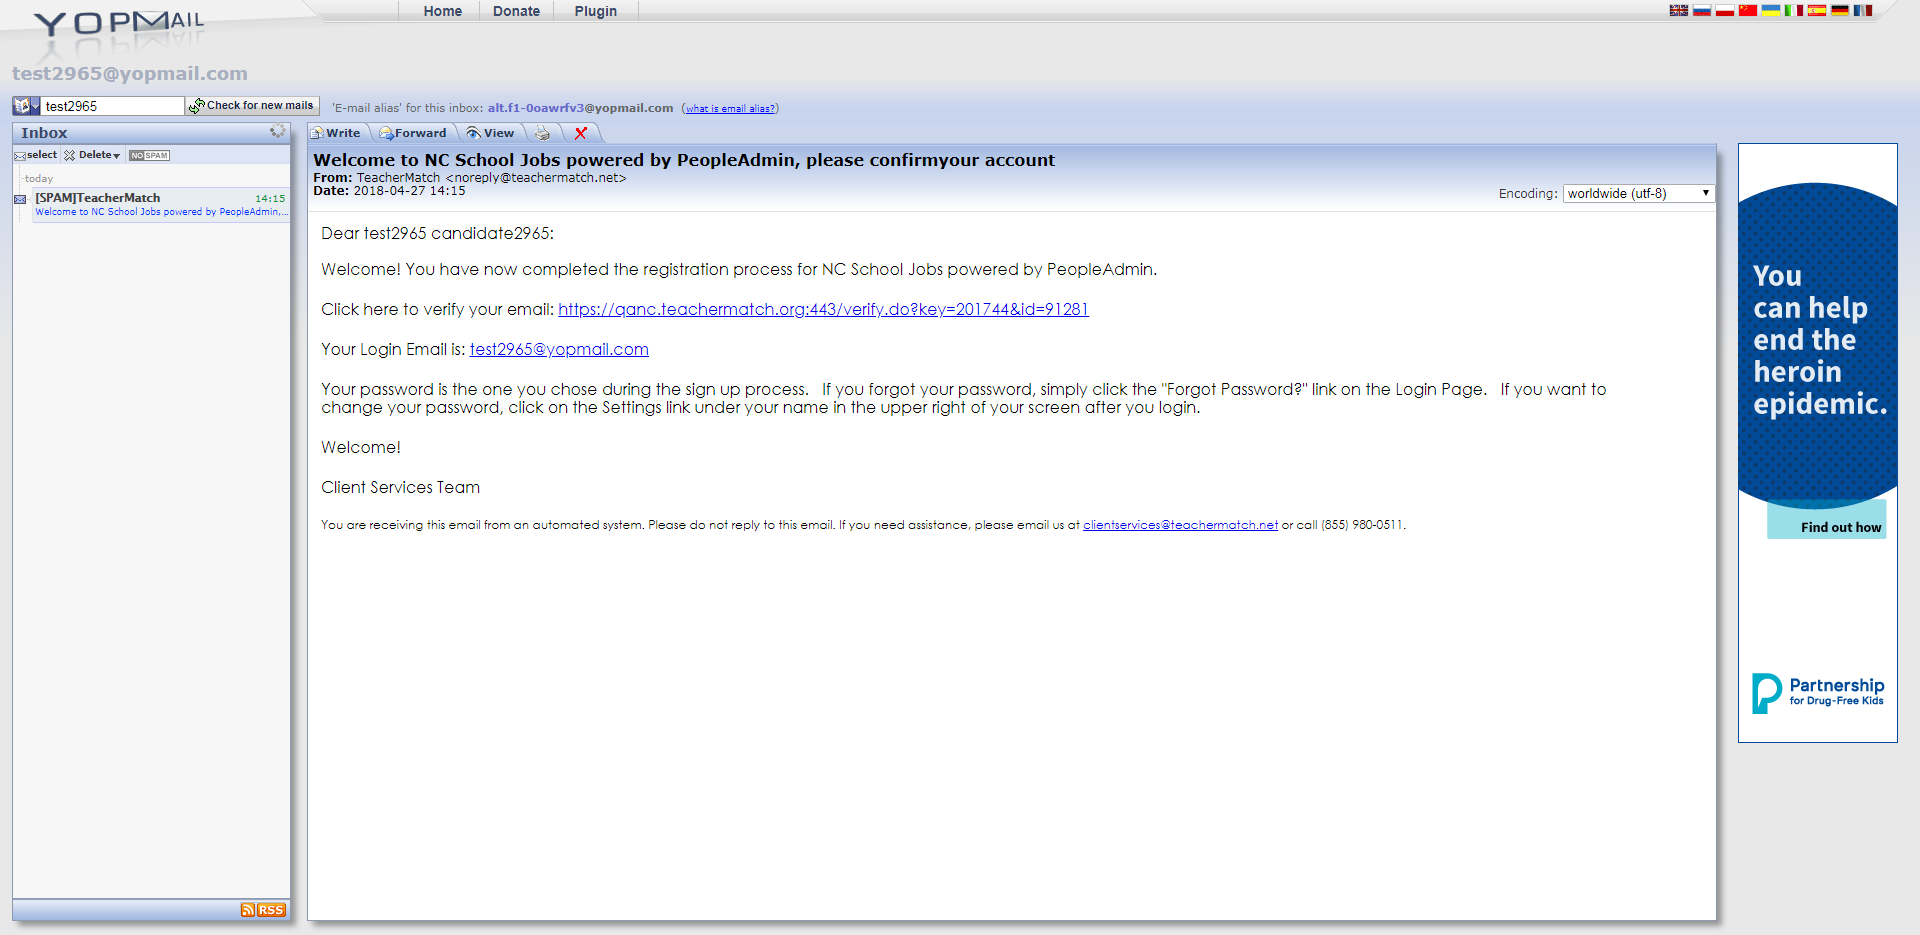 YOPMAIL
Home Donate Plugin
test2965@yopmail.com
test2965 Check for new mails 'E-mail alias' for this inbox: alt.f1-0oawrfv3@yopmail.com (what is email alias?)
Inbox
select Delete NO SPAM
today
[SPAM]TeacherMatch 14:15
Welcome to NC School Jobs powered by PeopleAdmin,...
RSS
Write Forward View
Welcome to NC School Jobs powered by PeopleAdmin, please confirmyour account
From: TeacherMatch <noreply@teachermatch.net>
Date: 2018-04-27 14:15
Encoding: worldwide (utf-8)
Dear test2965 candidate2965:
Welcome! You have now completed the registration process for NC School Jobs powered by PeopleAdmin.
Click here to verify your email: https://qanc.teachermatch.org:443/verify.do?key=201744&id=91281
Your Login Email is: test2965@yopmail.com
Your password is the one you chose during the sign up process. If you forgot your password, simply click the "Forgot Password?" link on the Login Page. If you want to
change your password, click on the Settings link under your name in the upper right of your screen after you login.
Welcome!
Client Services Team
You are receiving this email from an automated system. Please do not reply to this email. If you need assistance, please email us at clientservices@teachermatch.net or call (855) 980-0511.
You
can help
end the
heroin
epidemic.
Find out how
Partnership
for Drug-Free Kids